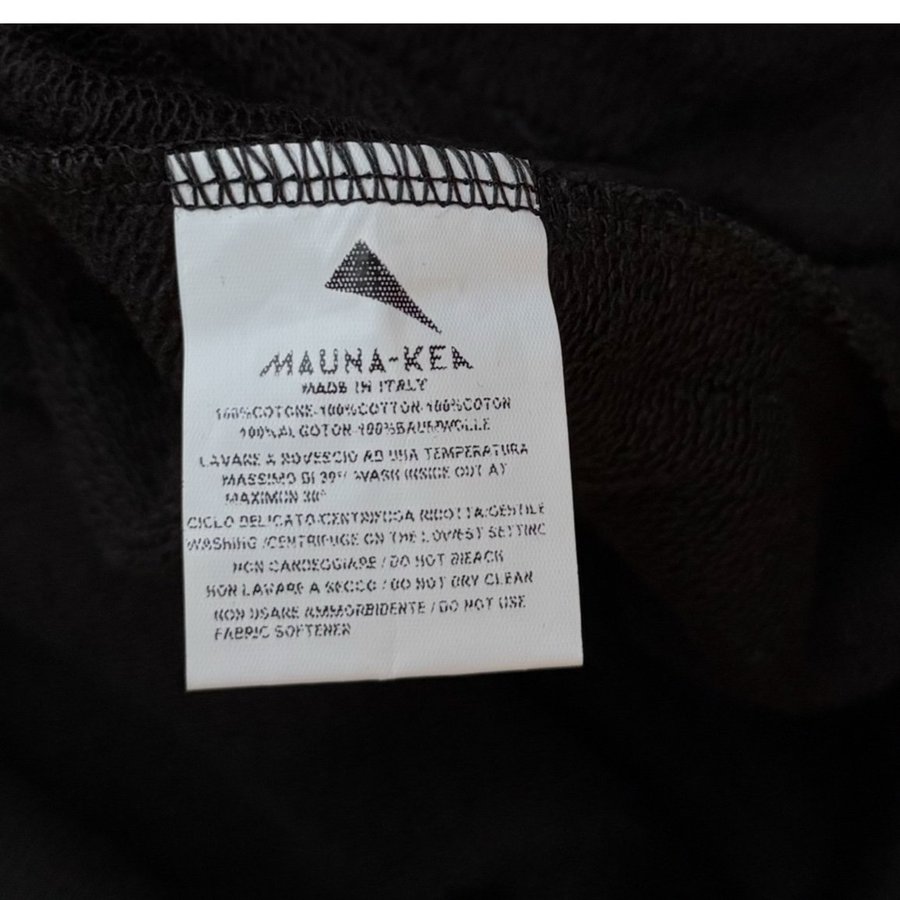 MAUNA-KEA
MADE IN ITALY
100%COTONE-100%COTTON-100%COTON
100%ALGOTON-100%BAUMWOLLE
LAVARE A ROVESCIO AD UNA TEMPERATURA
MASSIMO DI 30°/ WASH INSIDE OUT AT
MAXIMUN 30°
CICLO DELICATO/CENTRIFUGA RIDOTTA/GENTILE
WASHING /CENTRIFUGE ON THE LOWEST SETTING
NON CANDEGGIARE / DO NOT BLEACH
NON LAVARE A SECCO / DO NOT DRY CLEAN
NON USARE AMMORBIDENTE / DO NOT USE
FABRIC SOFTENER